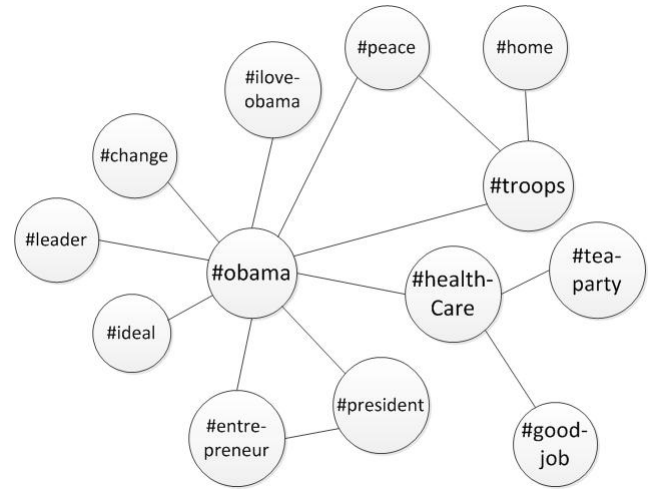 #peace
#home
#ilove-
obama
#change
#troops
#leader
#obama
#tea-
party
#health-
Care
#ideal
#president
#entre-
preneur
#good-
job